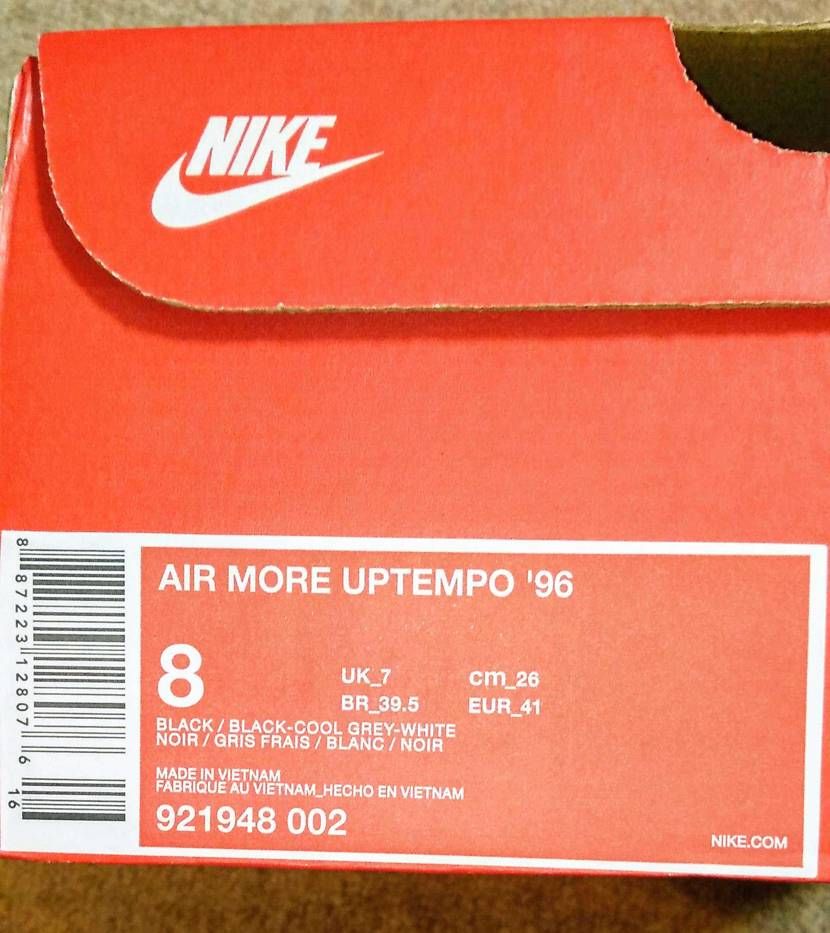 NIKE
AIR MORE UPTEMPO '96
8
UK_7 cm_26
BR_39.5 EUR_41
BLACK / BLACK-COOL GREY-WHITE
NOIR / GRIS FRAIS / BLANC / NOIR
MADE IN VIETNAM
FABRIQUÉ AU VIETNAM_HECHO EN VIETNAM
921948 002
NIKE.COM
8 87223 12807 6
16